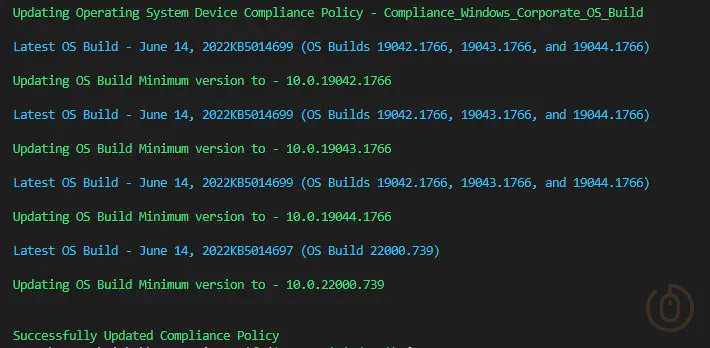 Updating Operating System Device Compliance Policy - Compliance_Windows_Corporate_OS_Build
Latest OS Build - June 14, 2022KB5014699 (OS Builds 19042.1766, 19043.1766, and 19044.1766)
Updating OS Build Minimum version to - 10.0.19042.1766
Latest OS Build - June 14, 2022KB5014699 (OS Builds 19042.1766, 19043.1766, and 19044.1766)
Updating OS Build Minimum version to - 10.0.19043.1766
Latest OS Build - June 14, 2022KB5014699 (OS Builds 19042.1766, 19043.1766, and 19044.1766)
Updating OS Build Minimum version to - 10.0.19044.1766
Latest OS Build - June 14, 2022KB5014697 (OS Build 22000.739)
Updating OS Build Minimum version to - 10.0.22000.739
Successfully Updated Compliance Policy